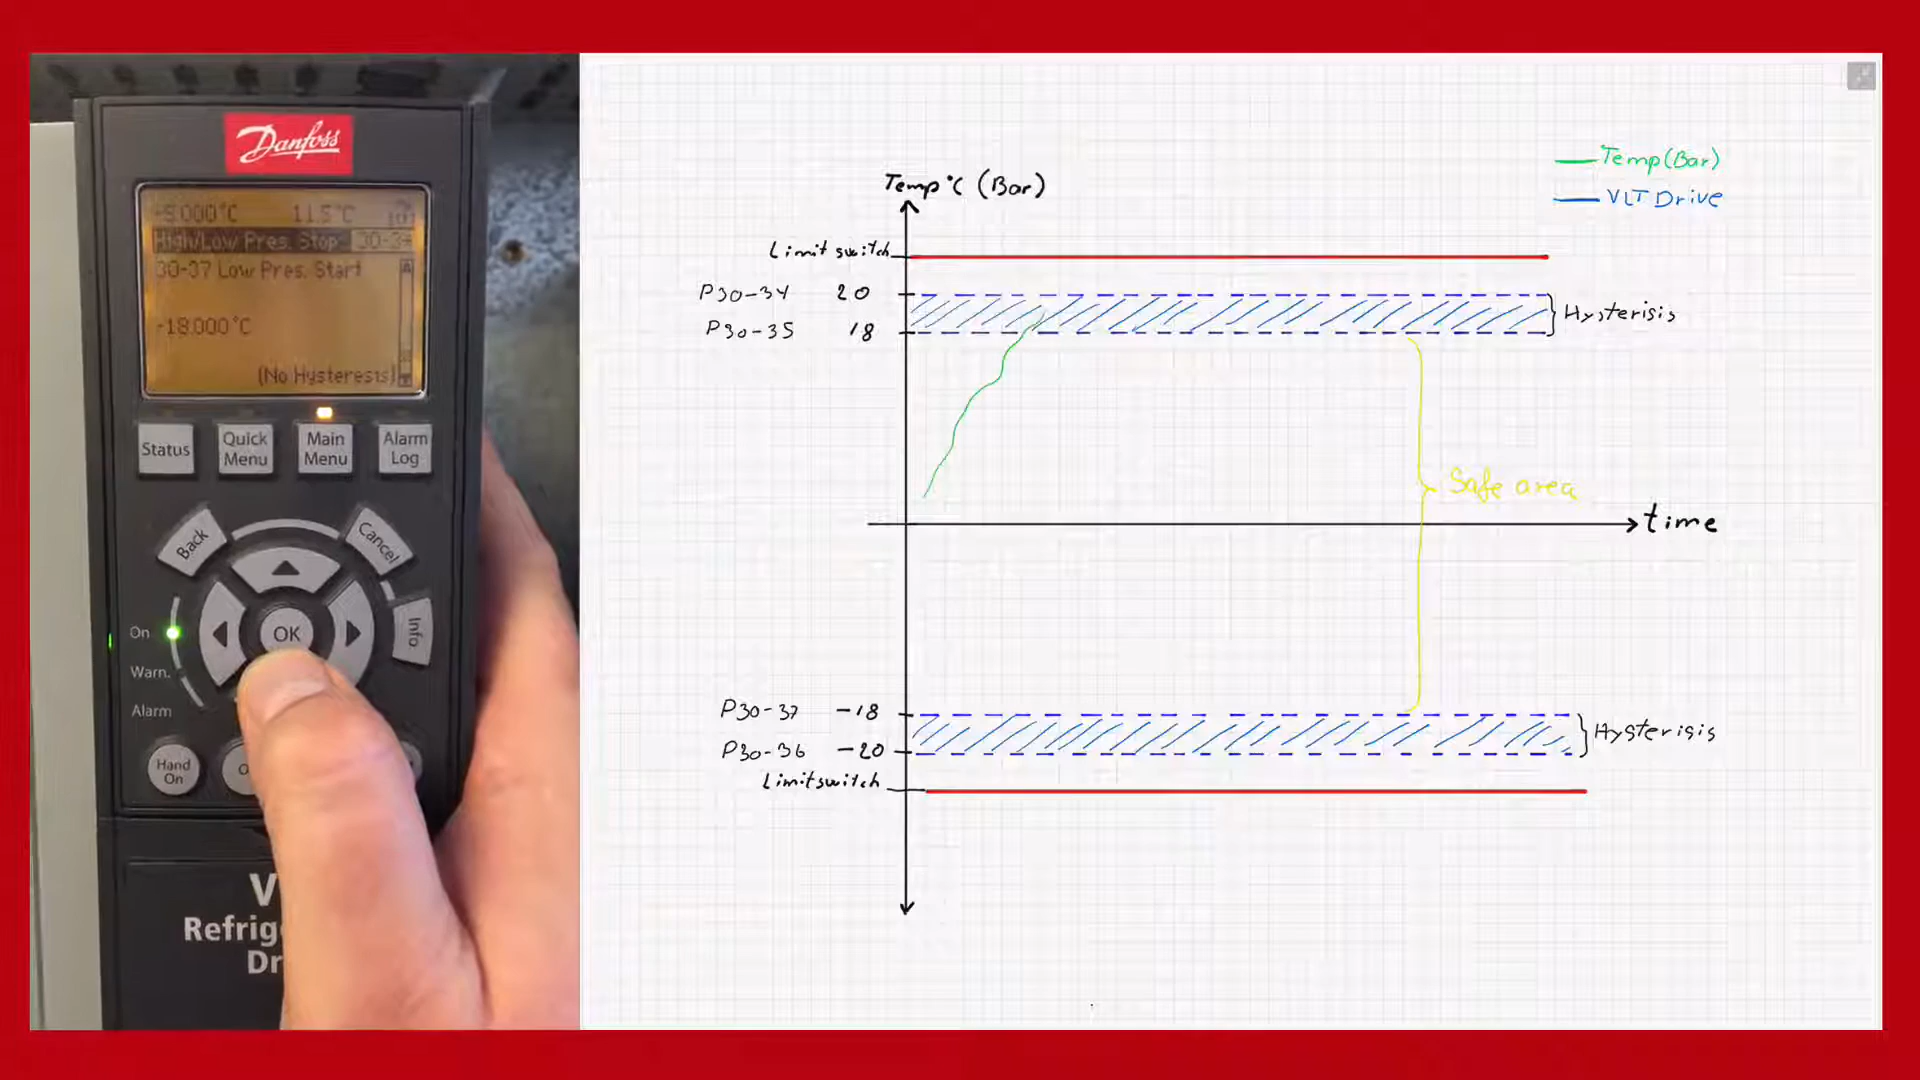 Danfoss
-5.000°C 11.5°C
High/Low Pres. Stop 30-3*
30-37 Low Pres. Start
-18.000°C
(No Hysteresis)
Status
Quick Menu
Main Menu
Alarm Log
Back
Cancel
OK
Info
On
Warn.
Alarm
Hand On
Temp°C (Bar)
Temp(Bar)
VLT Drive
Limit switch
P30-34 20
P30-35 18
Hysterisis
Safe area
time
P30-37 -18
P30-36 -20
Hysterisis
Limitswitch